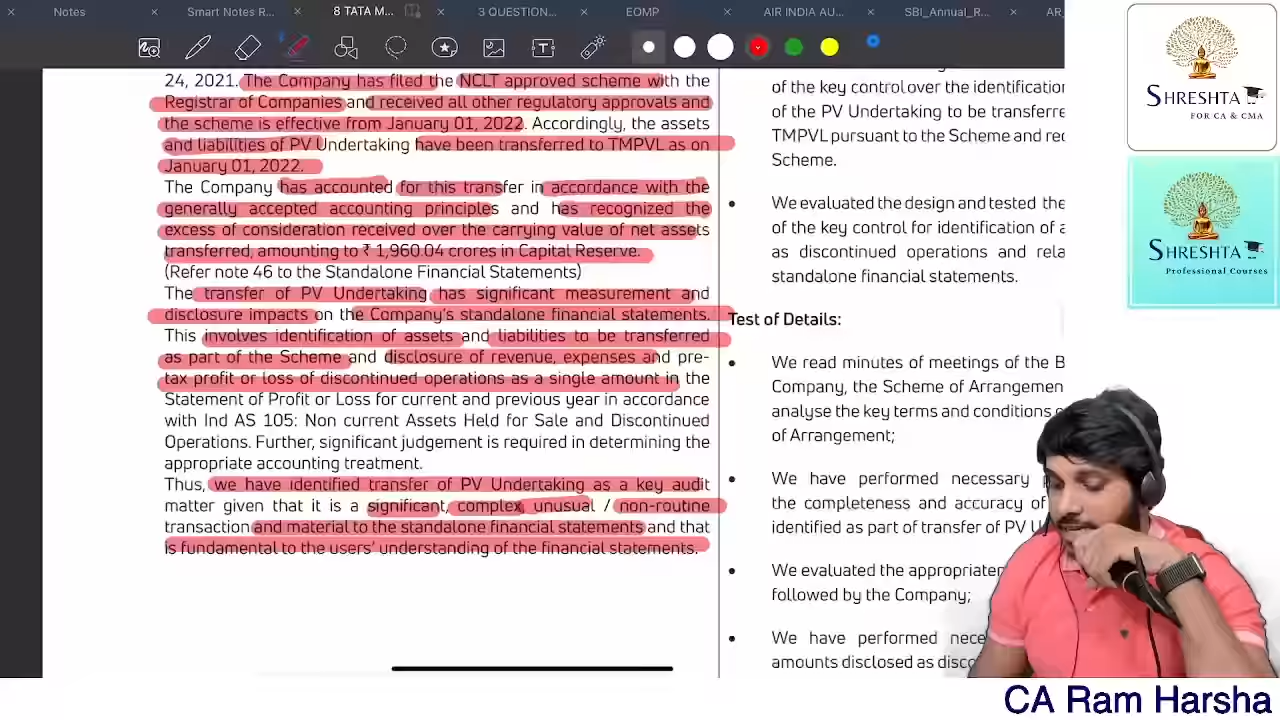 Notes
Smart Notes R...
8 TATA M...
3 QUESTION...
EOMP
AIR INDIA AU...
SBI_Annual_R...
AR_
24, 2021. The Company has filed the NCLT approved scheme with the
Registrar of Companies and received all other regulatory approvals and
the scheme is effective from January 01, 2022. Accordingly, the assets
and liabilities of PV Undertaking have been transferred to TMPVL as on
January 01, 2022.
The Company has accounted for this transfer in accordance with the
generally accepted accounting principles and has recognized the
excess of consideration received over the carrying value of net assets
transferred, amounting to ₹ 1,960.04 crores in Capital Reserve.
(Refer note 46 to the Standalone Financial Statements)
The transfer of PV Undertaking has significant measurement and
disclosure impacts on the Company's standalone financial statements.
This involves identification of assets and liabilities to be transferred
as part of the Scheme and disclosure of revenue, expenses and pre-
tax profit or loss of discontinued operations as a single amount in the
Statement of Profit or Loss for current and previous year in accordance
with Ind AS 105: Non current Assets Held for Sale and Discontinued
Operations. Further, significant judgement is required in determining the
appropriate accounting treatment.
Thus, we have identified transfer of PV Undertaking as a key audit
matter given that it is a significant, complex, unusual / non-routine
transaction and material to the standalone financial statements and that
is fundamental to the users' understanding of the financial statements.
of the key control over the identification
of the PV Undertaking to be transferre
TMPVL pursuant to the Scheme and rec
Scheme.
• We evaluated the design and tested the
of the key control for identification of a
as discontinued operations and rela
standalone financial statements.
Test of Details:
• We read minutes of meetings of the B
Company, the Scheme of Arrangemen
analyse the key terms and conditions
of Arrangement;
• We have performed necessary
the completeness and accuracy of
identified as part of transfer of PV U
• We evaluated the appropriaten
followed by the Company;
• We have performed nece
amounts disclosed as disco
SHRESHTA
FOR CA & CMA
SHRESHTA
Professional Courses
CA Ram Harsha